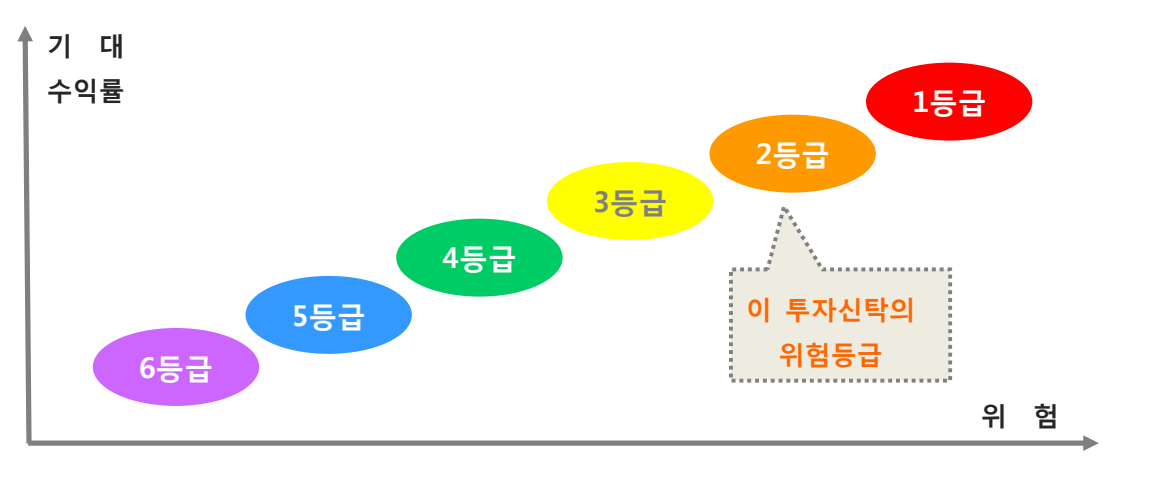 기 대
수익률
1등급
2등급
3등급
4등급
5등급
6등급
이 투자신탁의
위험등급
위 험